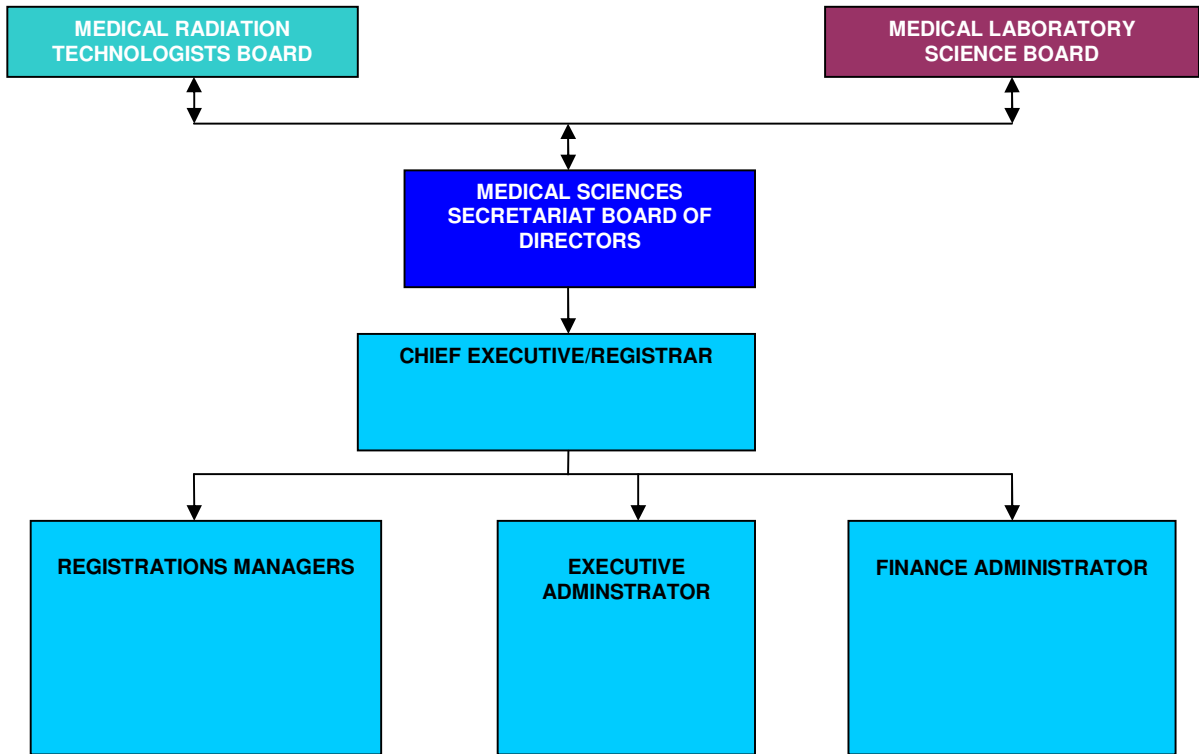 MEDICAL RADIATION
TECHNOLOGISTS BOARD
MEDICAL LABORATORY
SCIENCE BOARD
MEDICAL SCIENCES
SECRETARIAT BOARD OF
DIRECTORS
CHIEF EXECUTIVE/REGISTRAR
REGISTRATIONS MANAGERS
EXECUTIVE
ADMINSTRATOR
FINANCE ADMINISTRATOR